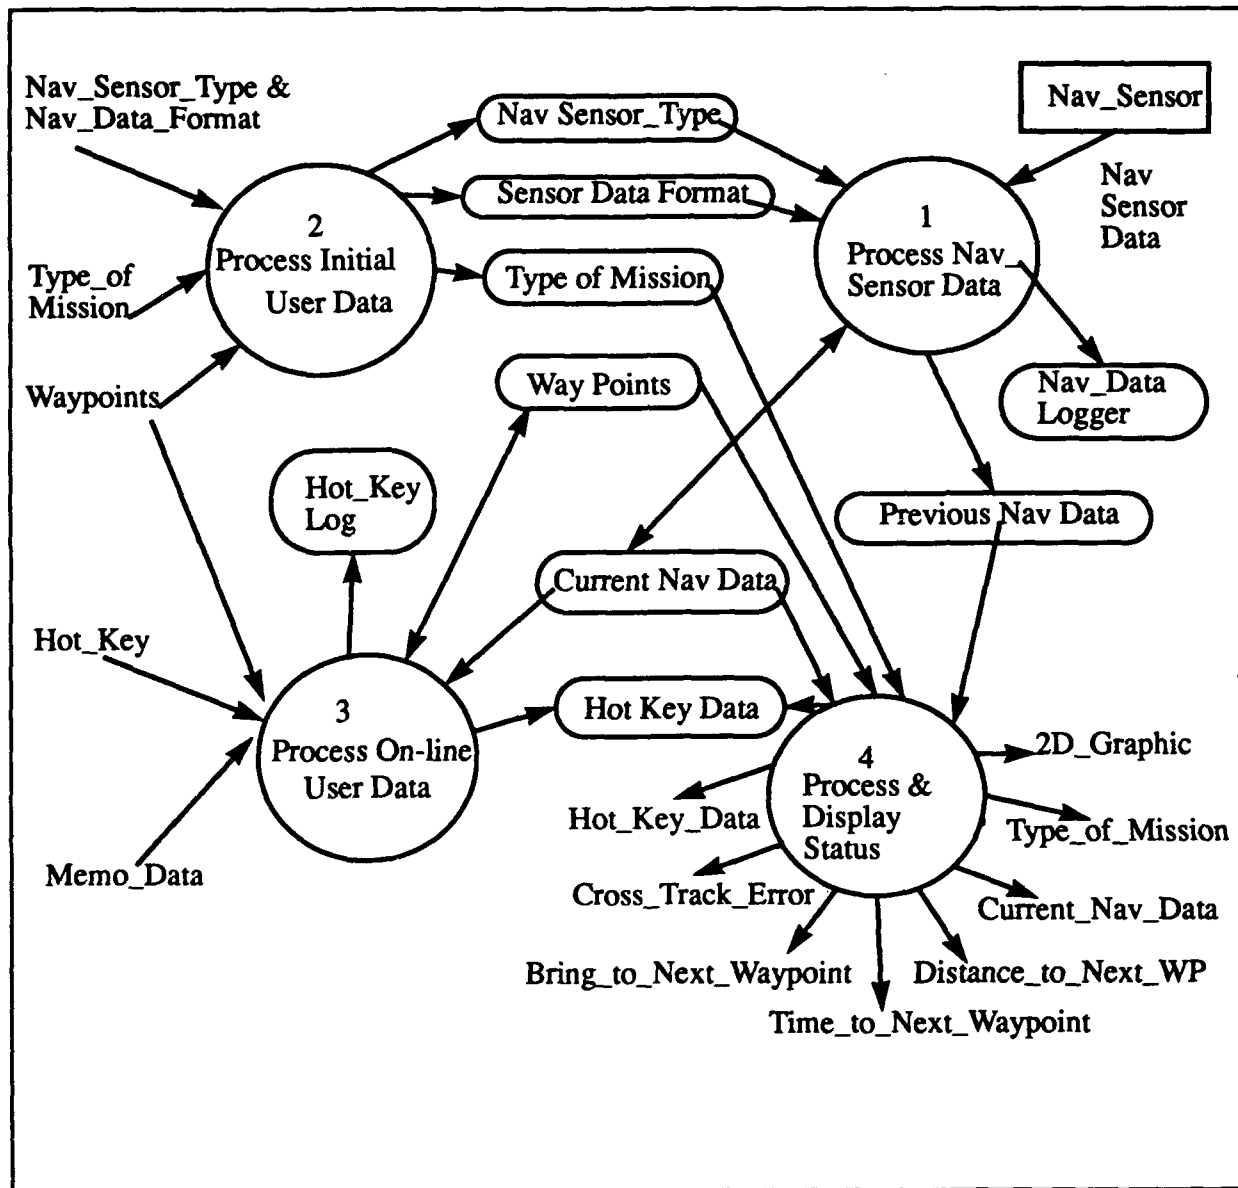 Nav_Sensor_Type &
Nav_Data_Format
Nav Sensor_Type
Nav_Sensor
Sensor Data Format
Nav
Sensor
Data
2
Process Initial
User Data
1
Process Nav_
Sensor Data
Type_of
Mission
Type of Mission
Waypoints
Way Points
Nav_Data
Logger
Hot_Key
Log
Previous Nav Data
Current Nav Data
Hot_Key
3
Process On-line
User Data
Hot Key Data
4
Process &
Display
Status
2D_Graphic
Hot_Key_Data
Type_of_Mission
Memo_Data
Cross_Track_Error
Current_Nav_Data
Bring_to_Next_Waypoint
Distance_to_Next_WP
Time_to_Next_Waypoint